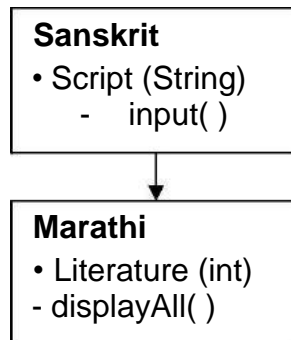 Sanskrit
• Script (String)
- input( )
Marathi
• Literature (int)
- displayAll( )